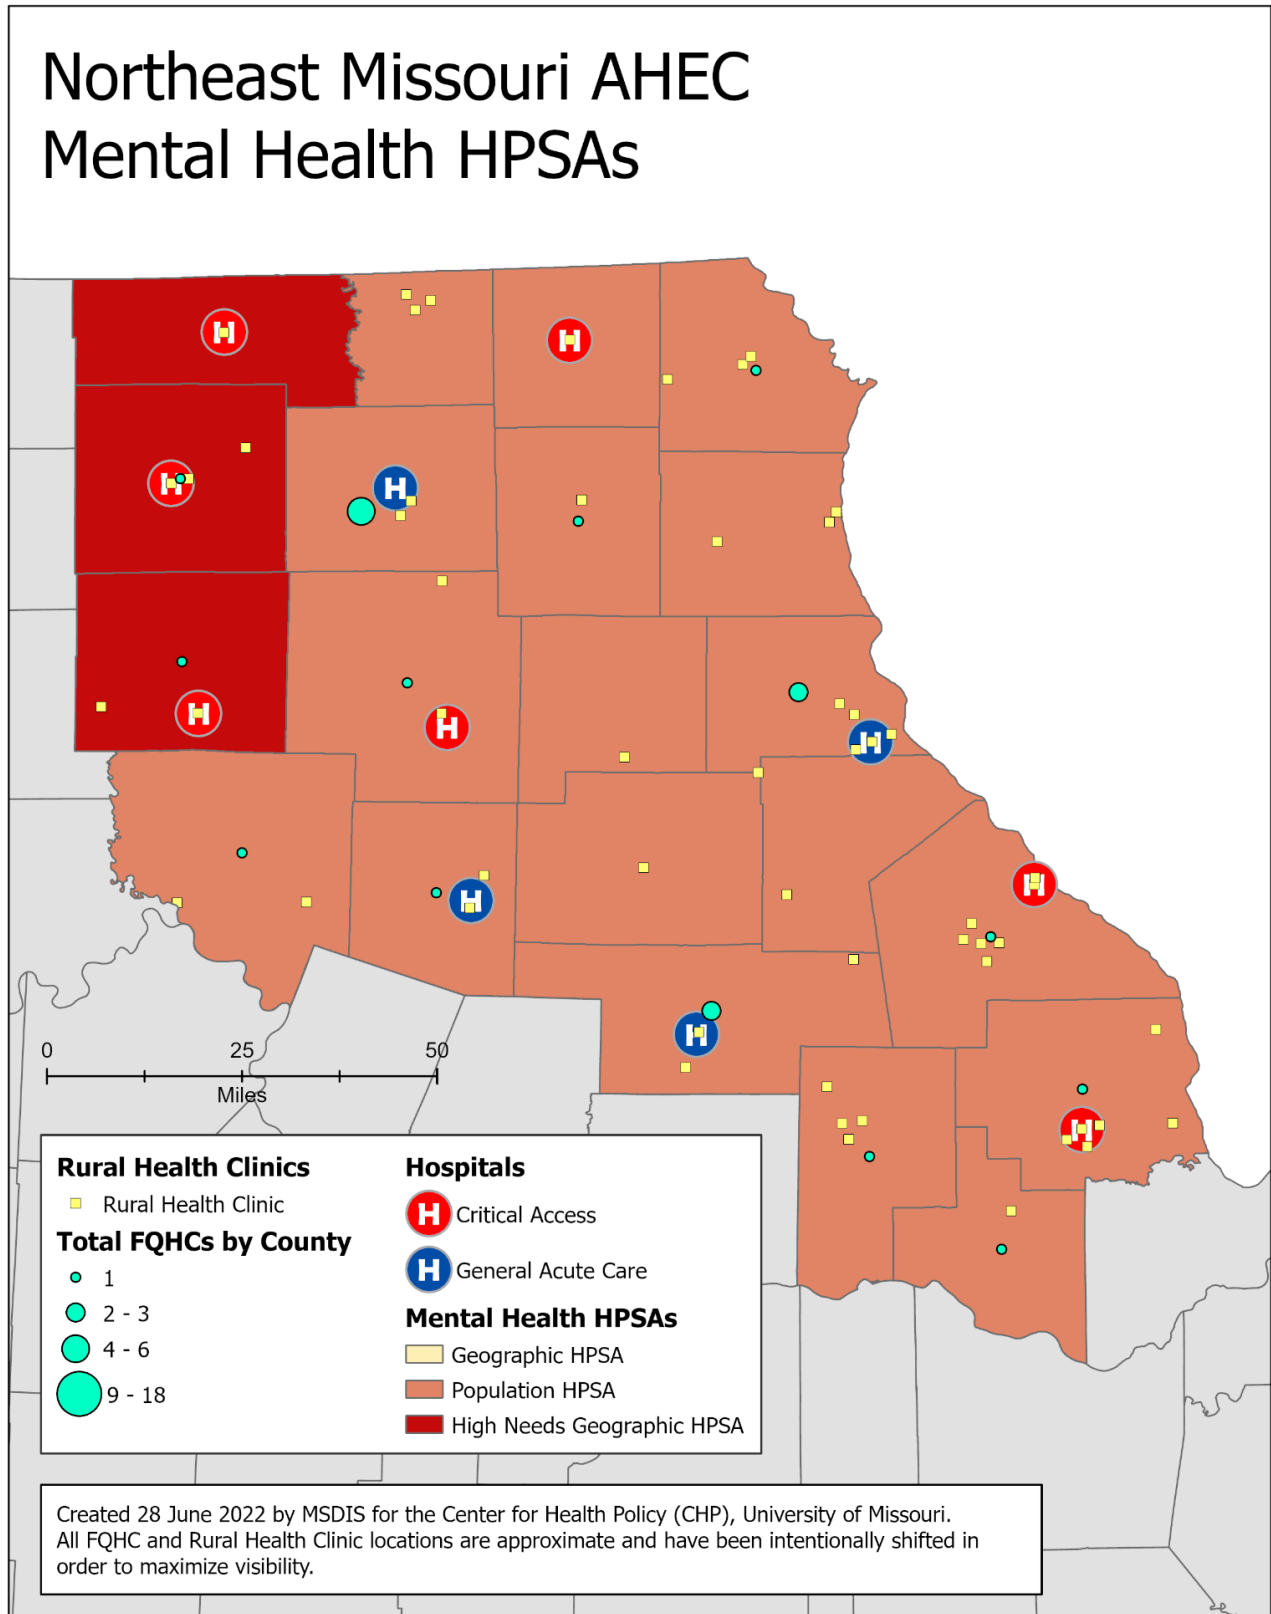 Northeast Missouri AHEC
Mental Health HPSAs
H
H
H
H
H
H
H
H
H
H
H
0 25 50
Miles
Rural Health Clinics
Rural Health Clinic
Total FQHCs by County
1
2 - 3
4 - 6
9 - 18
Hospitals
H Critical Access
H General Acute Care
Mental Health HPSAs
Geographic HPSA
Population HPSA
High Needs Geographic HPSA
Created 28 June 2022 by MSDIS for the Center for Health Policy (CHP), University of Missouri.
All FQHC and Rural Health Clinic locations are approximate and have been intentionally shifted in
order to maximize visibility.